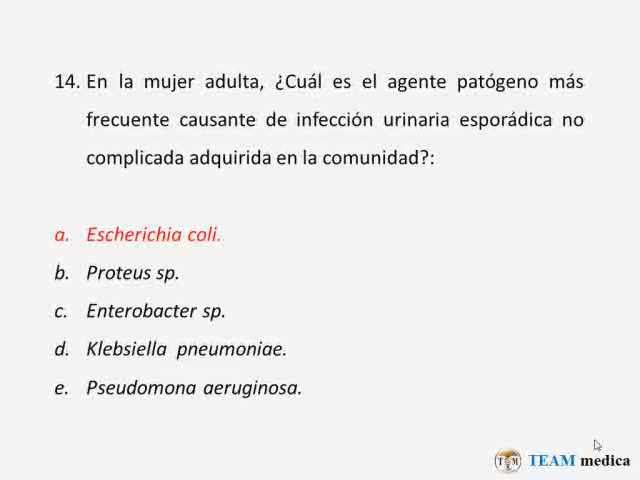 14. En la mujer adulta, ¿Cuál es el agente patógeno más
frecuente causante de infección urinaria esporádica no
complicada adquirida en la comunidad?:
a. Escherichia coli.
b. Proteus sp.
c. Enterobacter sp.
d. Klebsiella pneumoniae.
e. Pseudomona aeruginosa.
TEAM medica